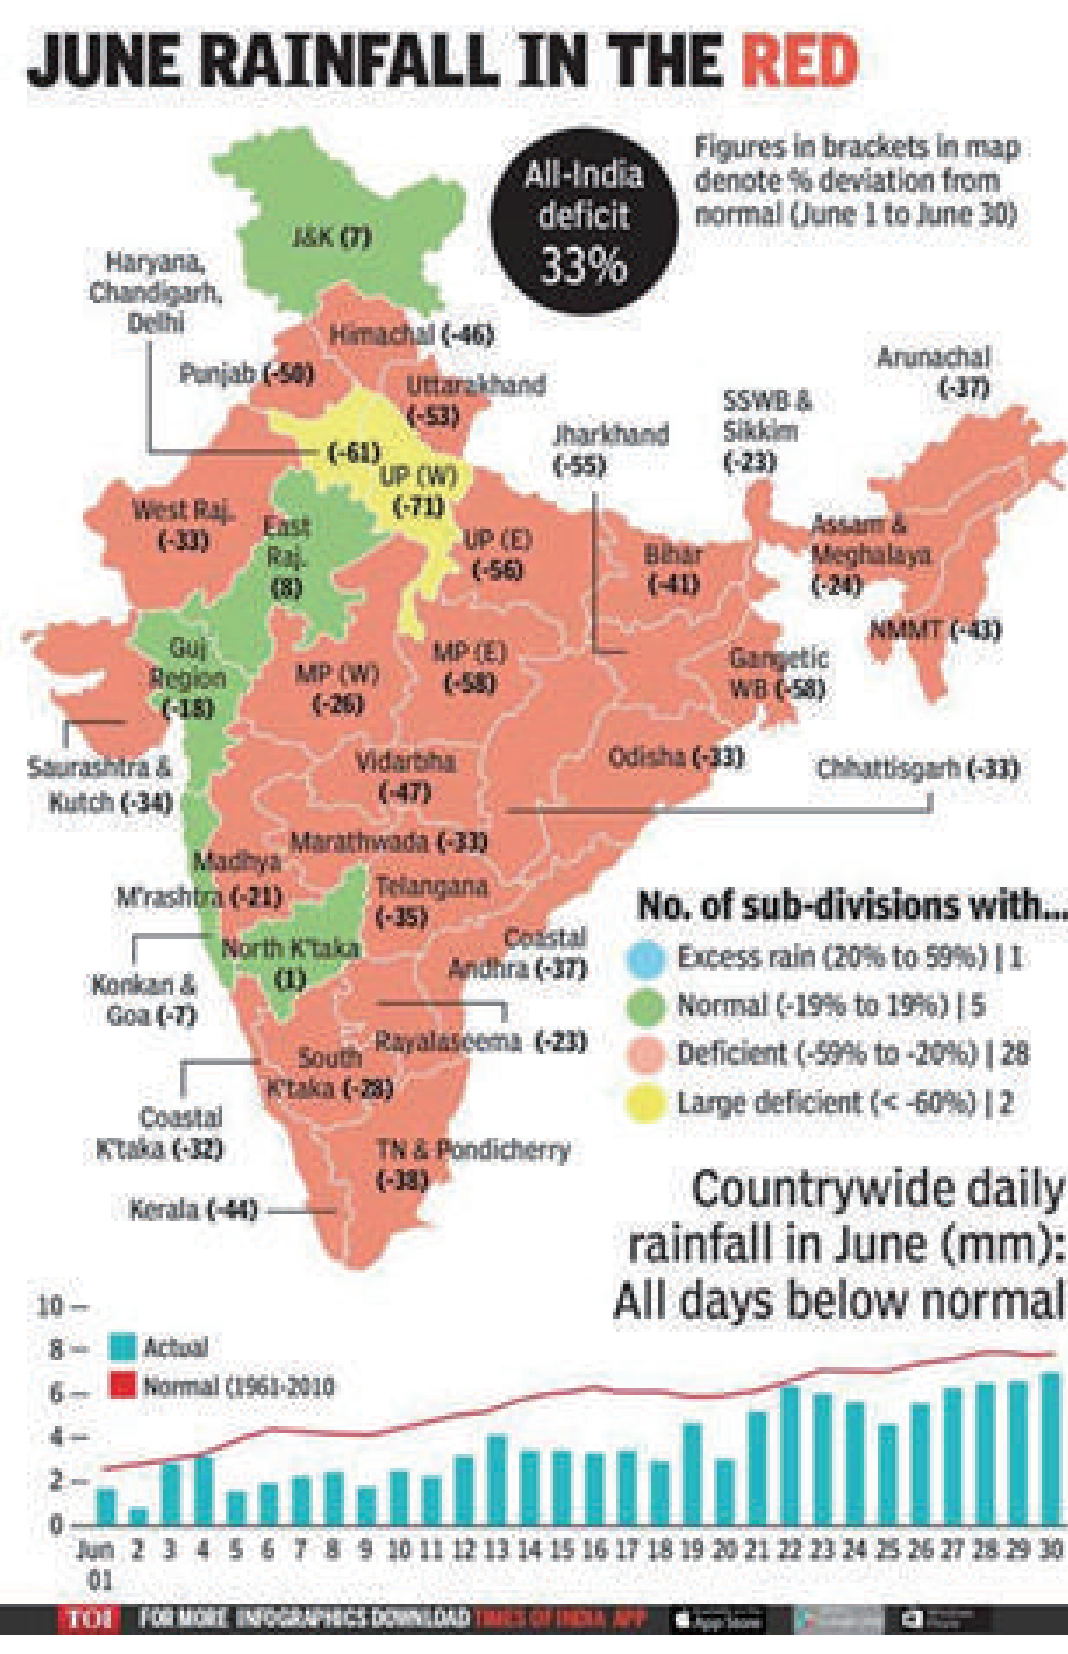 JUNE RAINFALL IN THE RED
All-India
deficit
33%
Figures in brackets in map
denote % deviation from
normal (June 1 to June 30)
J&K (7)
Haryana,
Chandigarh,
Delhi
(-61)
Himachal (-46)
Punjab (-50)
Uttarakhand
(-53)
Arunachal
(-37)
SSWB &
Sikkim
(-23)
Jharkhand
(-55)
UP (W)
(-71)
West Raj.
(-33)
East
Raj.
(8)
UP (E)
(-56)
Bihar
(-41)
Assam &
Meghalaya
(-24)
NMMT (-43)
Guj
Region
(-18)
MP (W)
(-26)
MP (E)
(-58)
Gangetic
WB (-58)
Saurashtra &
Kutch (-34)
Vidarbha
(-47)
Odisha (-33)
Chhattisgarh (-33)
Marathwada (-33)
Madhya
M'rashtra (-21)
Telangana
(-35)
North K'taka
(1)
Coastal
Andhra (-37)
Konkan &
Goa (-7)
Rayalaseema (-23)
South
K'taka (-28)
Coastal
K'taka (-32)
TN & Pondicherry
(-38)
Kerala (-44)
No. of sub-divisions with...
Excess rain (20% to 59%) | 1
Normal (-19% to 19%) | 5
Deficient (-59% to -20%) | 28
Large deficient (< -60%) | 2
Countrywide daily
rainfall in June (mm):
All days below normal
10
8
6
4
2
0
Actual
Normal (1961-2010
Jun 2 3 4 5 6 7 8 9 10 11 12 13 14 15 16 17 18 19 20 21 22 23 24 25 26 27 28 29 30
01
TOI FOR MORE INFOGRAPHICS DOWNLOAD TIMES OF INDIA APP App Store